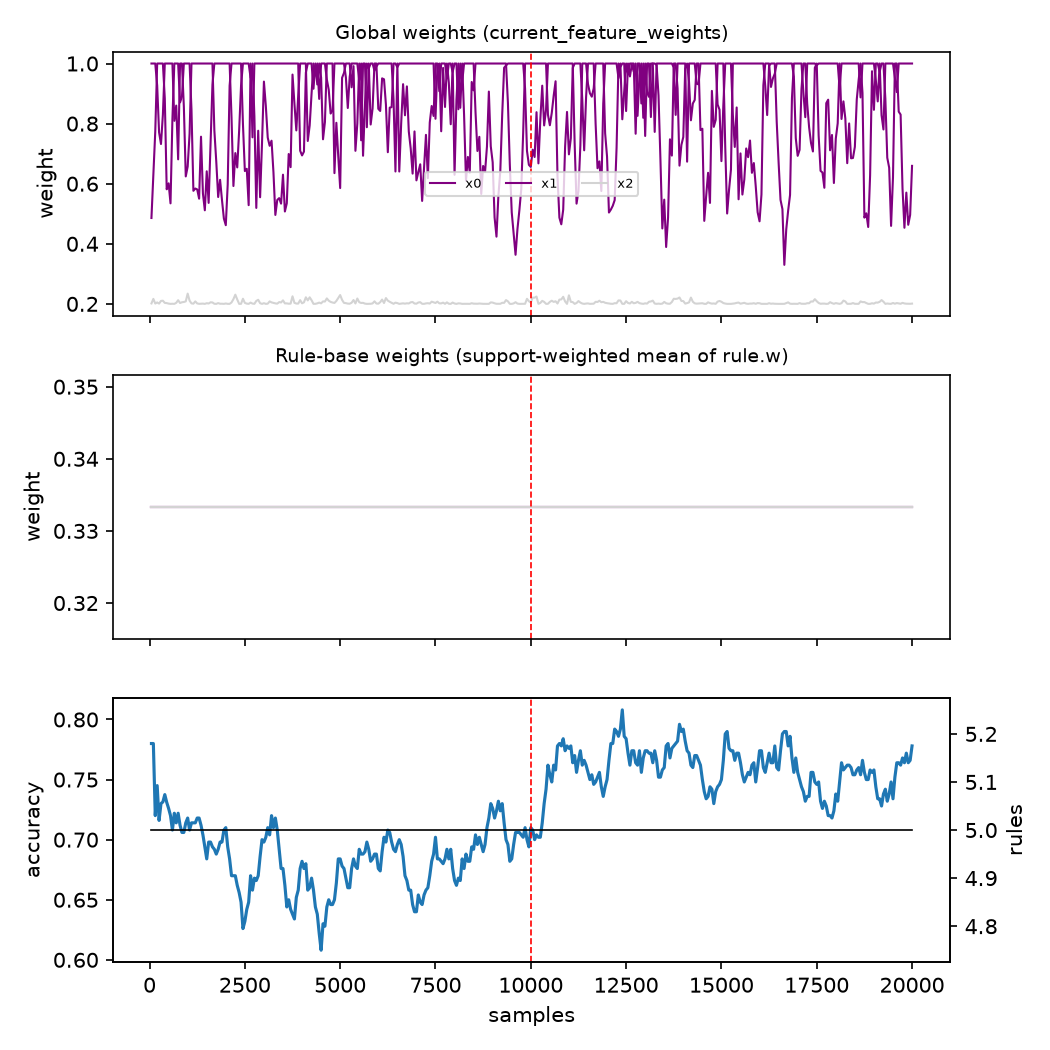 Global weights (current_feature_weights)
1.0
0.8
0.6
0.4
0.2
weight
x0 x1 x2
Rule-base weights (support-weighted mean of rule.w)
0.35
0.34
0.33
0.32
weight
0.80
0.75
0.70
0.65
0.60
accuracy
5.2
5.1
5.0
4.9
4.8
rules
0 2500 5000 7500 10000 12500 15000 17500 20000
samples